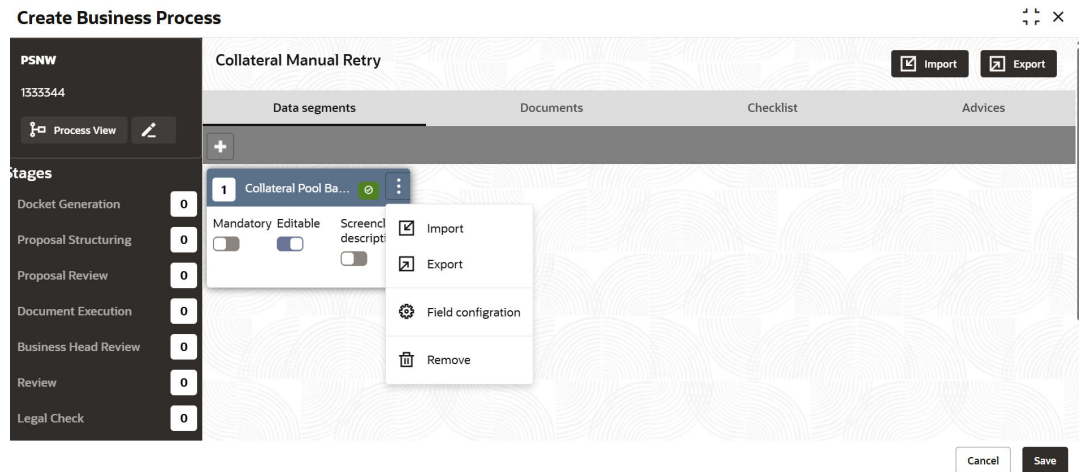 Create Business Process
PSNW
1333344
Process View
Stages
Docket Generation 0
Proposal Structuring 0
Proposal Review 0
Document Execution 0
Business Head Review 0
Review 0
Legal Check 0
Collateral Manual Retry
Import
Export
Data segments
Documents
Checklist
Advices
1 Collateral Pool Ba...
Mandatory
Editable
Screencl
descripti
Import
Export
Field configration
Remove
Cancel
Save